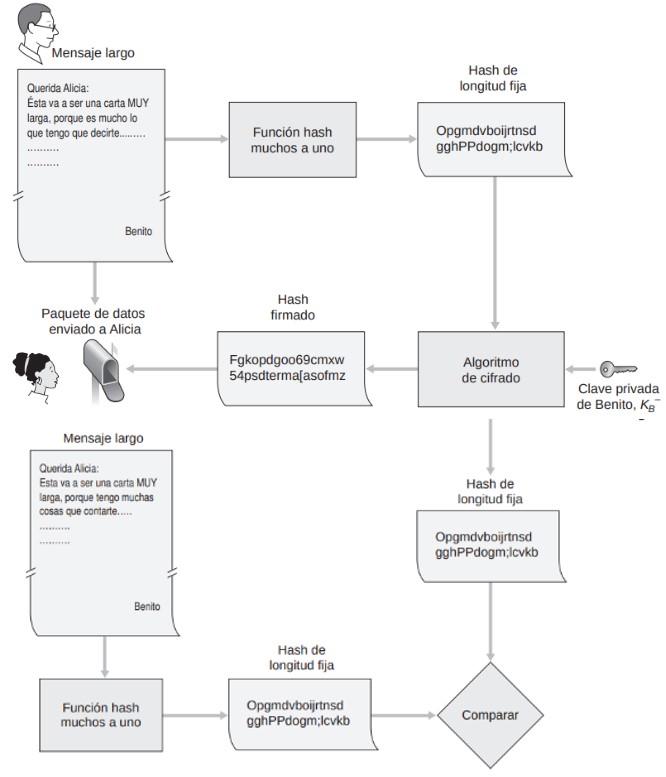 Mensaje largo
Querida Alicia:
Ésta va a ser una carta MUY
larga, porque es mucho lo
que tengo que decirte.........
..........
..........
Benito
Función hash
muchos a uno
Hash de
longitud fija
Opgmdvboijrtnsd
gghPPdogm;lcvkb
Paquete de datos
enviado a Alicia
Hash
firmado
Fgkopdgoo69cmxw
54psdterma[asofmz
Algoritmo
de cifrado
Clave privada
de Benito, K_B^–
Mensaje largo
Querida Alicia:
Esta va a ser una carta MUY
larga, porque tengo muchas
cosas que contarte.....
..........
..........
Benito
Hash de
longitud fija
Opgmdvboijrtnsd
gghPPdogm;lcvkb
Función hash
muchos a uno
Hash de
longitud fija
Opgmdvboijrtnsd
gghPPdogm;lcvkb
Comparar